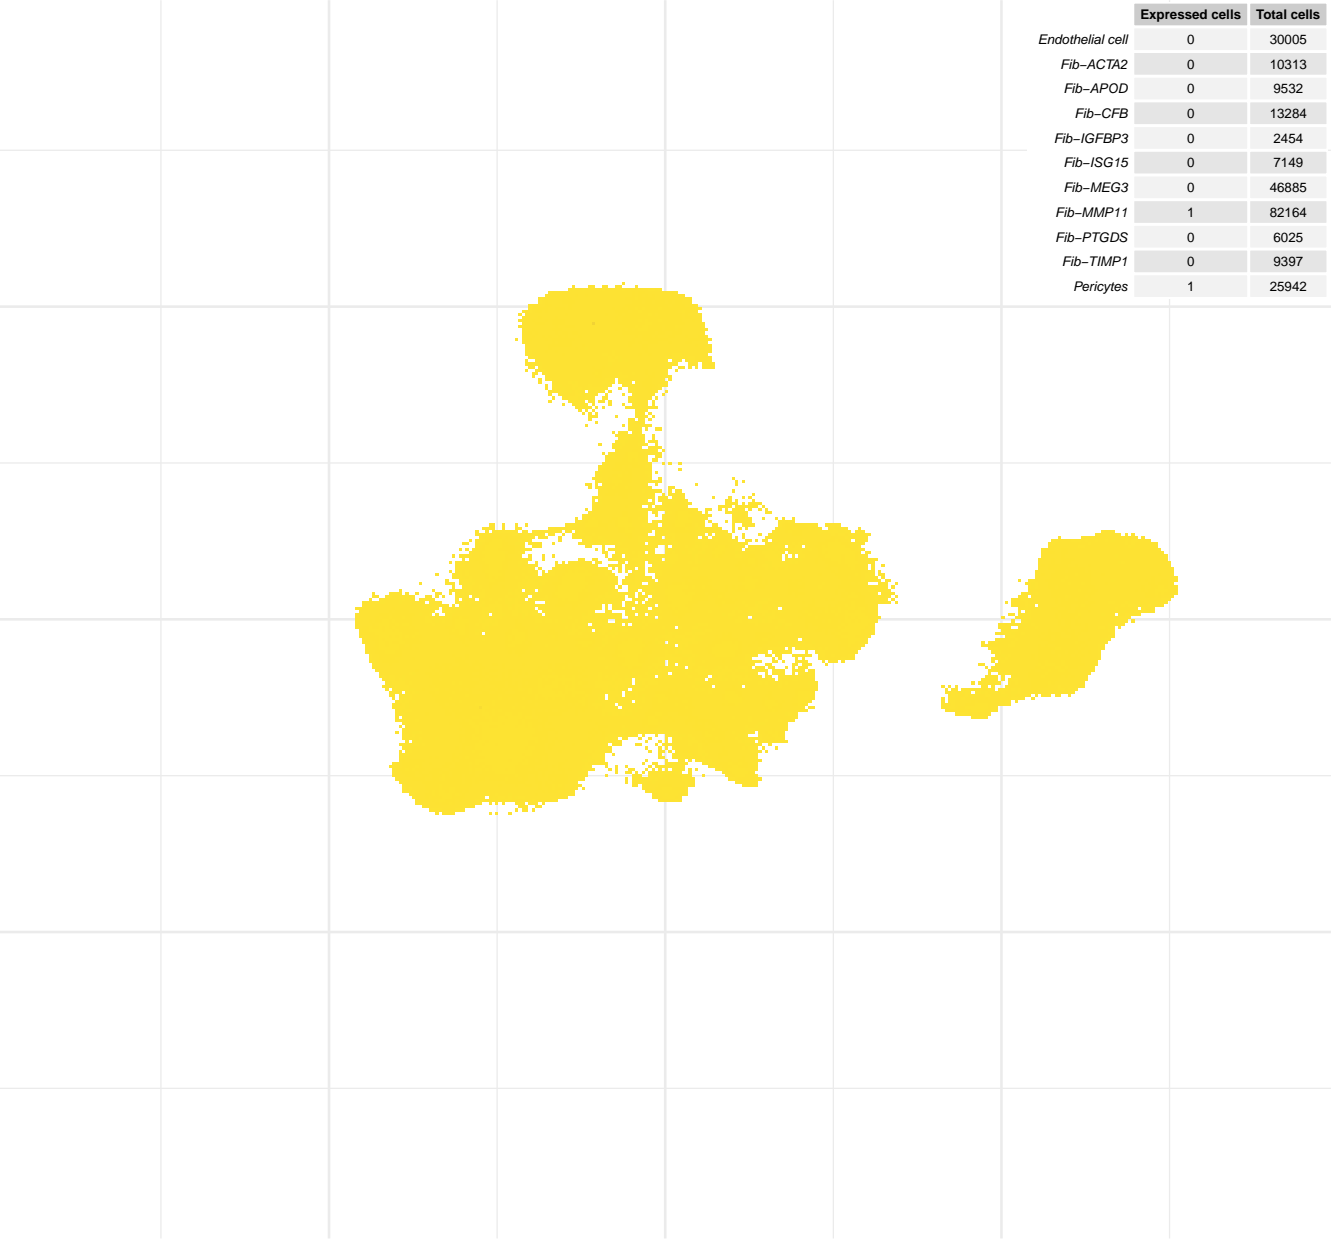 Expressed cells Total cells
Endothelial cell 0 30005
Fib−ACTA2 0 10313
Fib−APOD 0 9532
Fib−CFB 0 13284
Fib−IGFBP3 0 2454
Fib−ISG15 0 7149
Fib−MEG3 0 46885
Fib−MMP11 1 82164
Fib−PTGDS 0 6025
Fib−TIMP1 0 9397
Pericytes 1 25942